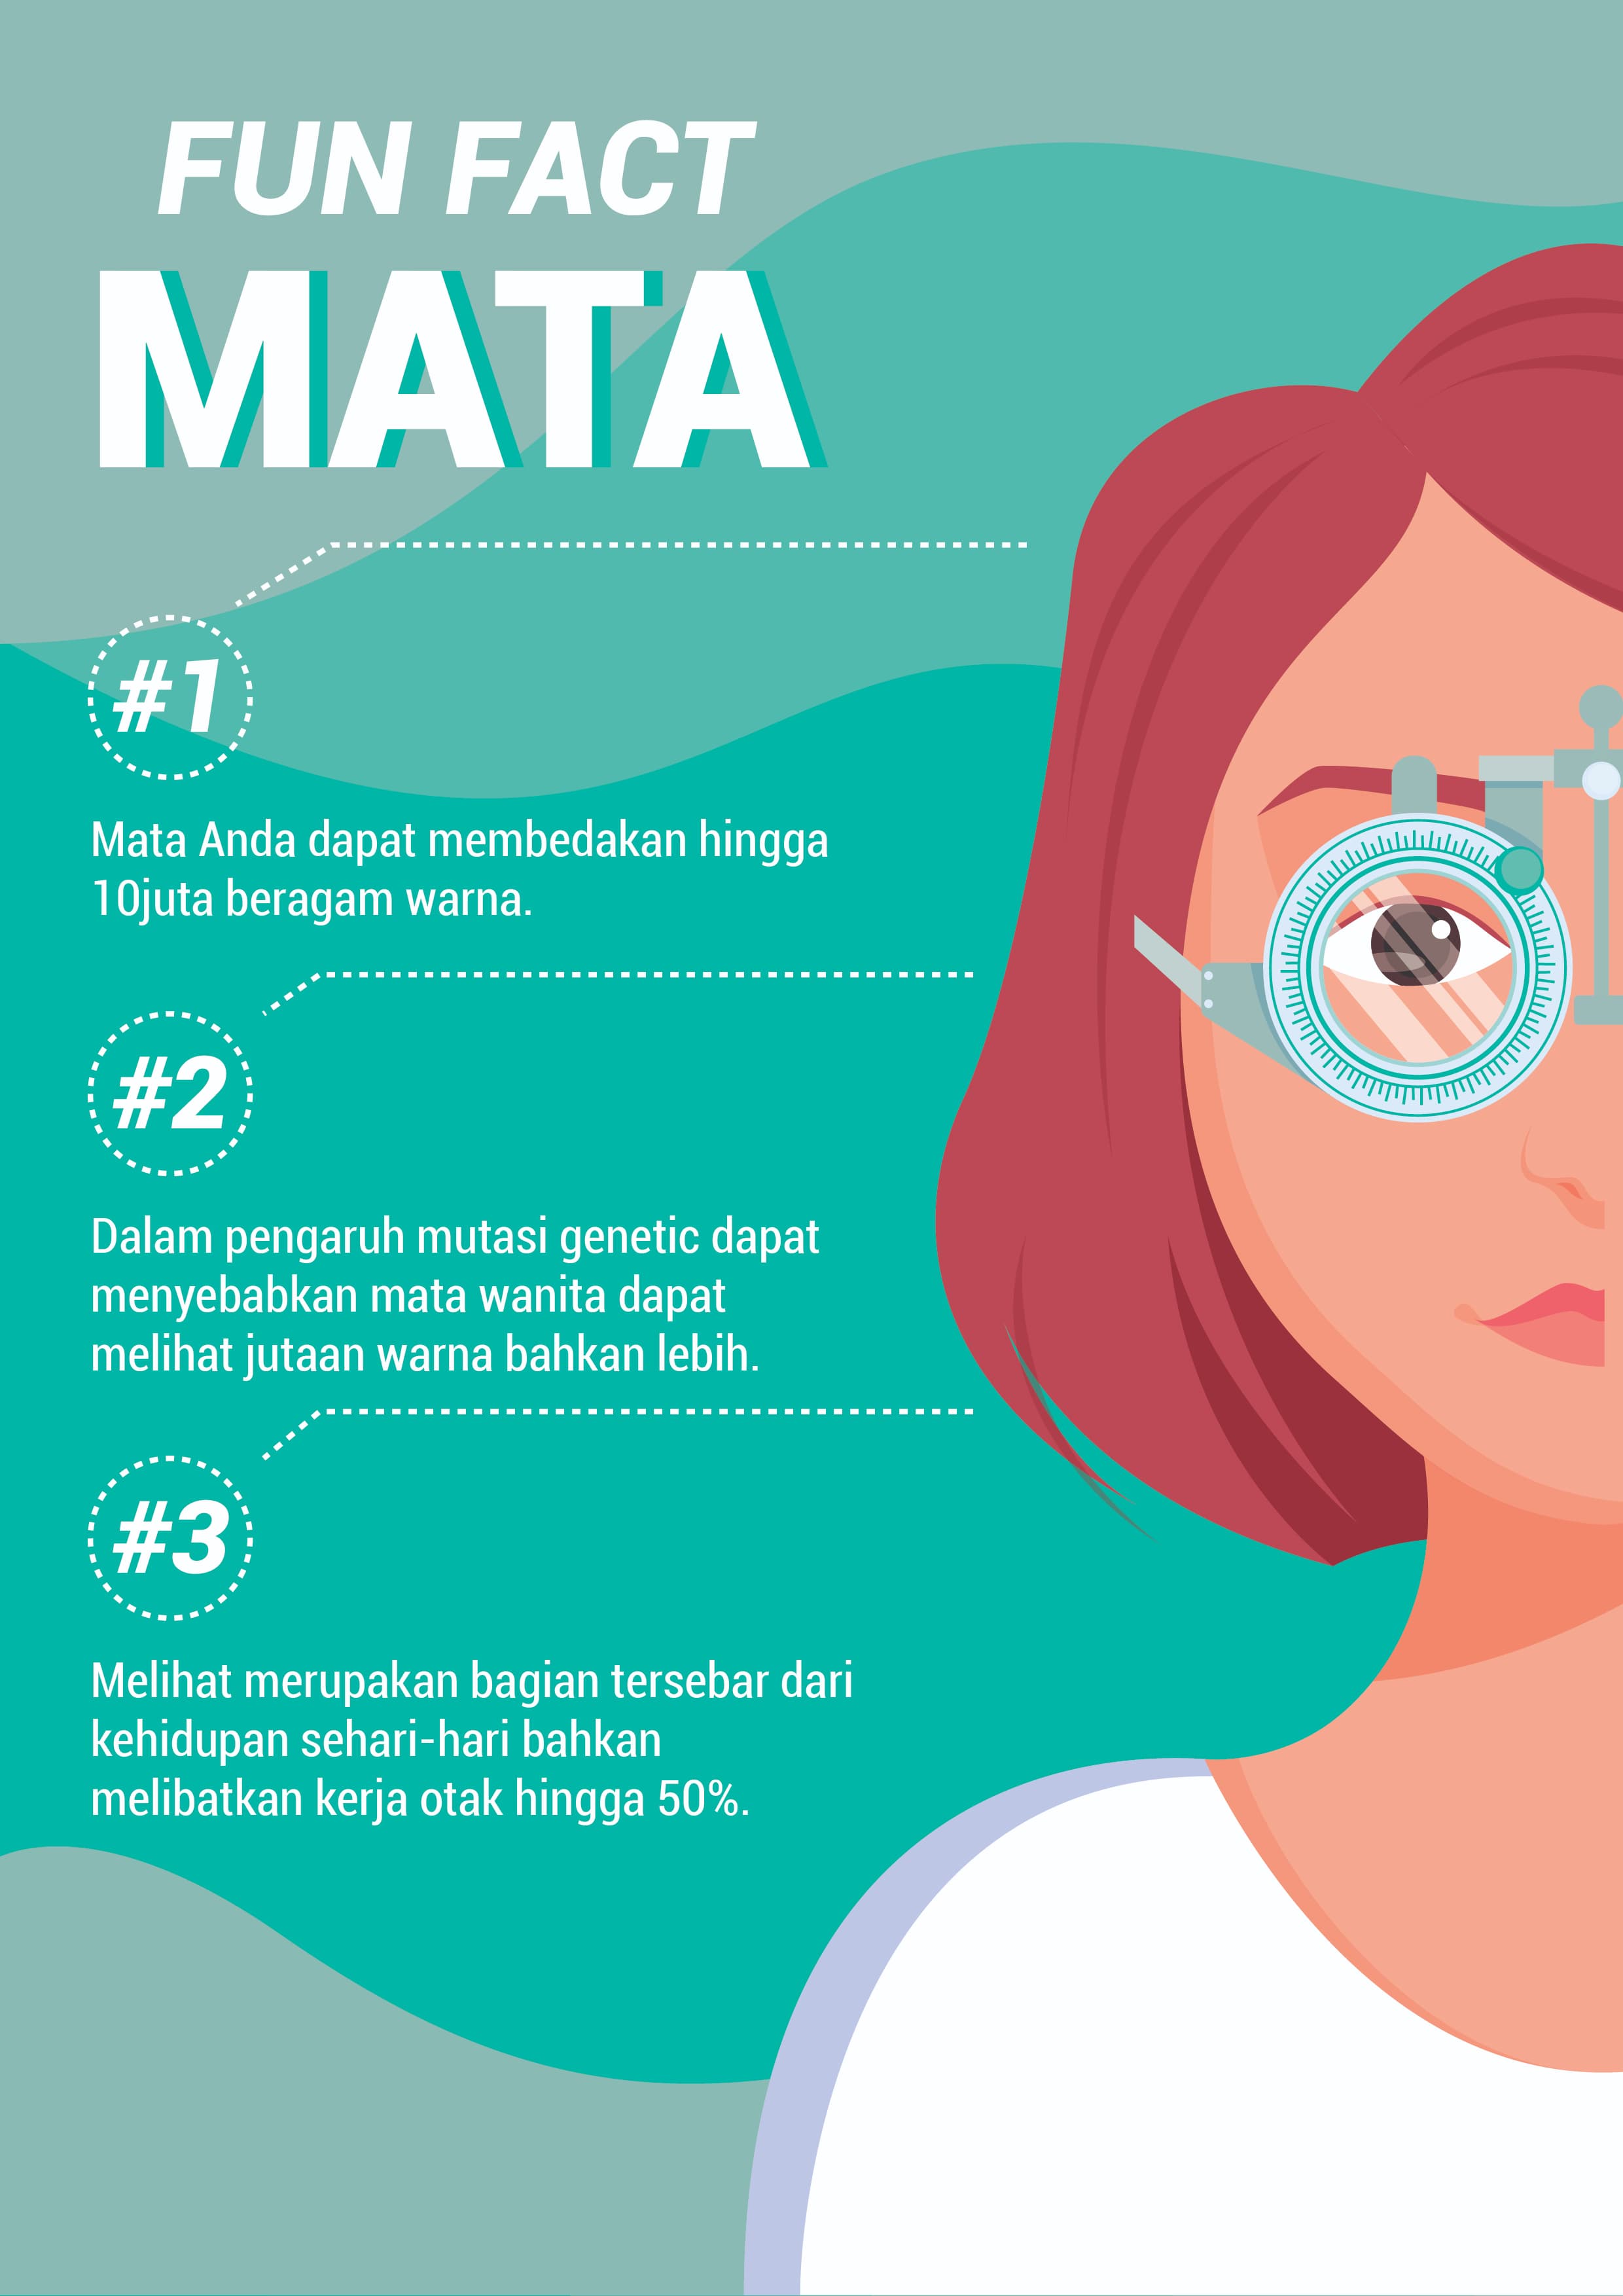 FUN FACT
MATA
#1
Mata Anda dapat membedakan hingga
10juta beragam warna.
#2
Dalam pengaruh mutasi genetic dapat
menyebabkan mata wanita dapat
melihat jutaan warna bahkan lebih.
#3
Melihat merupakan bagian tersebar dari
kehidupan sehari-hari bahkan
melibatkan kerja otak hingga 50%.